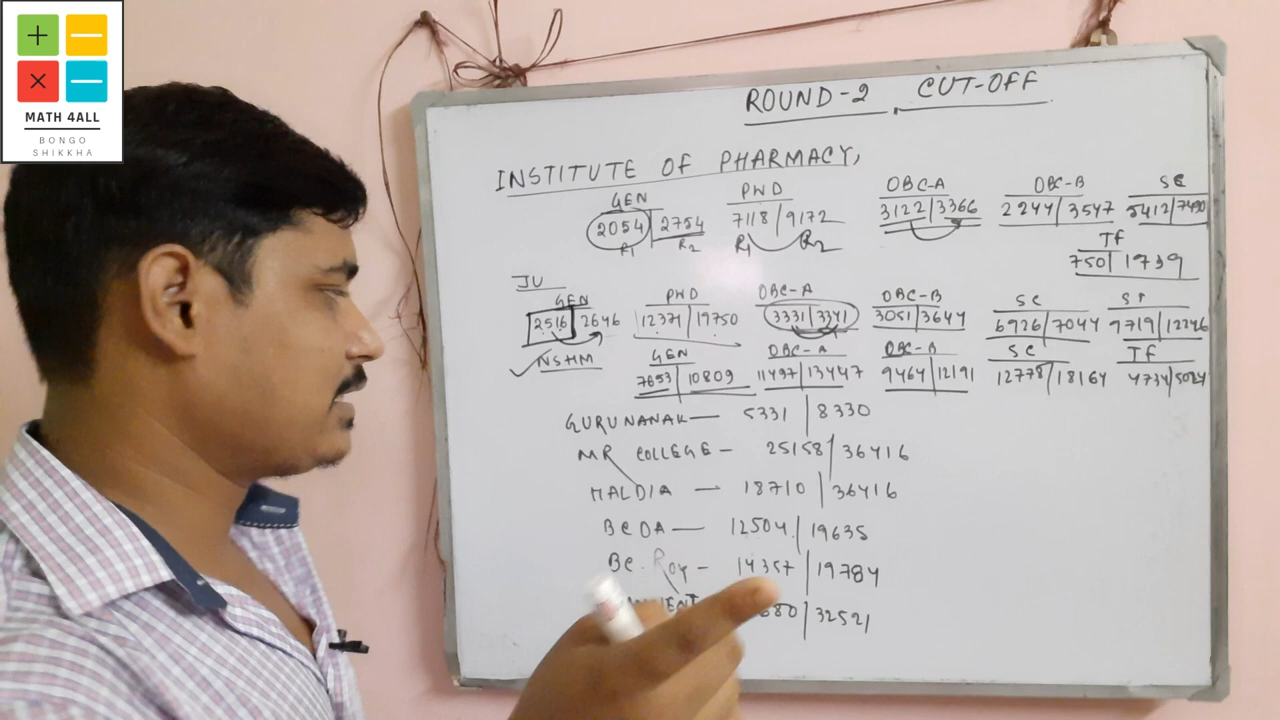 MATH 4ALL
BONGO
SHIKKHA
ROUND-2, CUT-OFF
INSTITUTE OF PHARMACY,
GEN PWD OBC-A OBC-B SC
2054 | 2754 7118 | 9172 3122 | 3366 2244 | 3547 5412 | 7490
R1 R2 R1 R2
Tf
750 | 1739
JU
GEN PWD OBC-A OBC-B SC ST
2516 | 2646 12371 | 19750 3331 | 3341 3051 | 3644 6926 | 7044 9719 | 12246
NSHM GEN OBC-A OBC-B SC Tf
7653 | 10809 11497 | 13447 9464 | 12191 12778 | 18164 4734 | 5024
GURUNANAK — 5331 | 8330
MR COLLEGE - 25158 | 36416
HALDIA — 18710 | 36416
BCDA — 12504 | 19635
BC. Roy - 14357 | 19784
680 | 32521